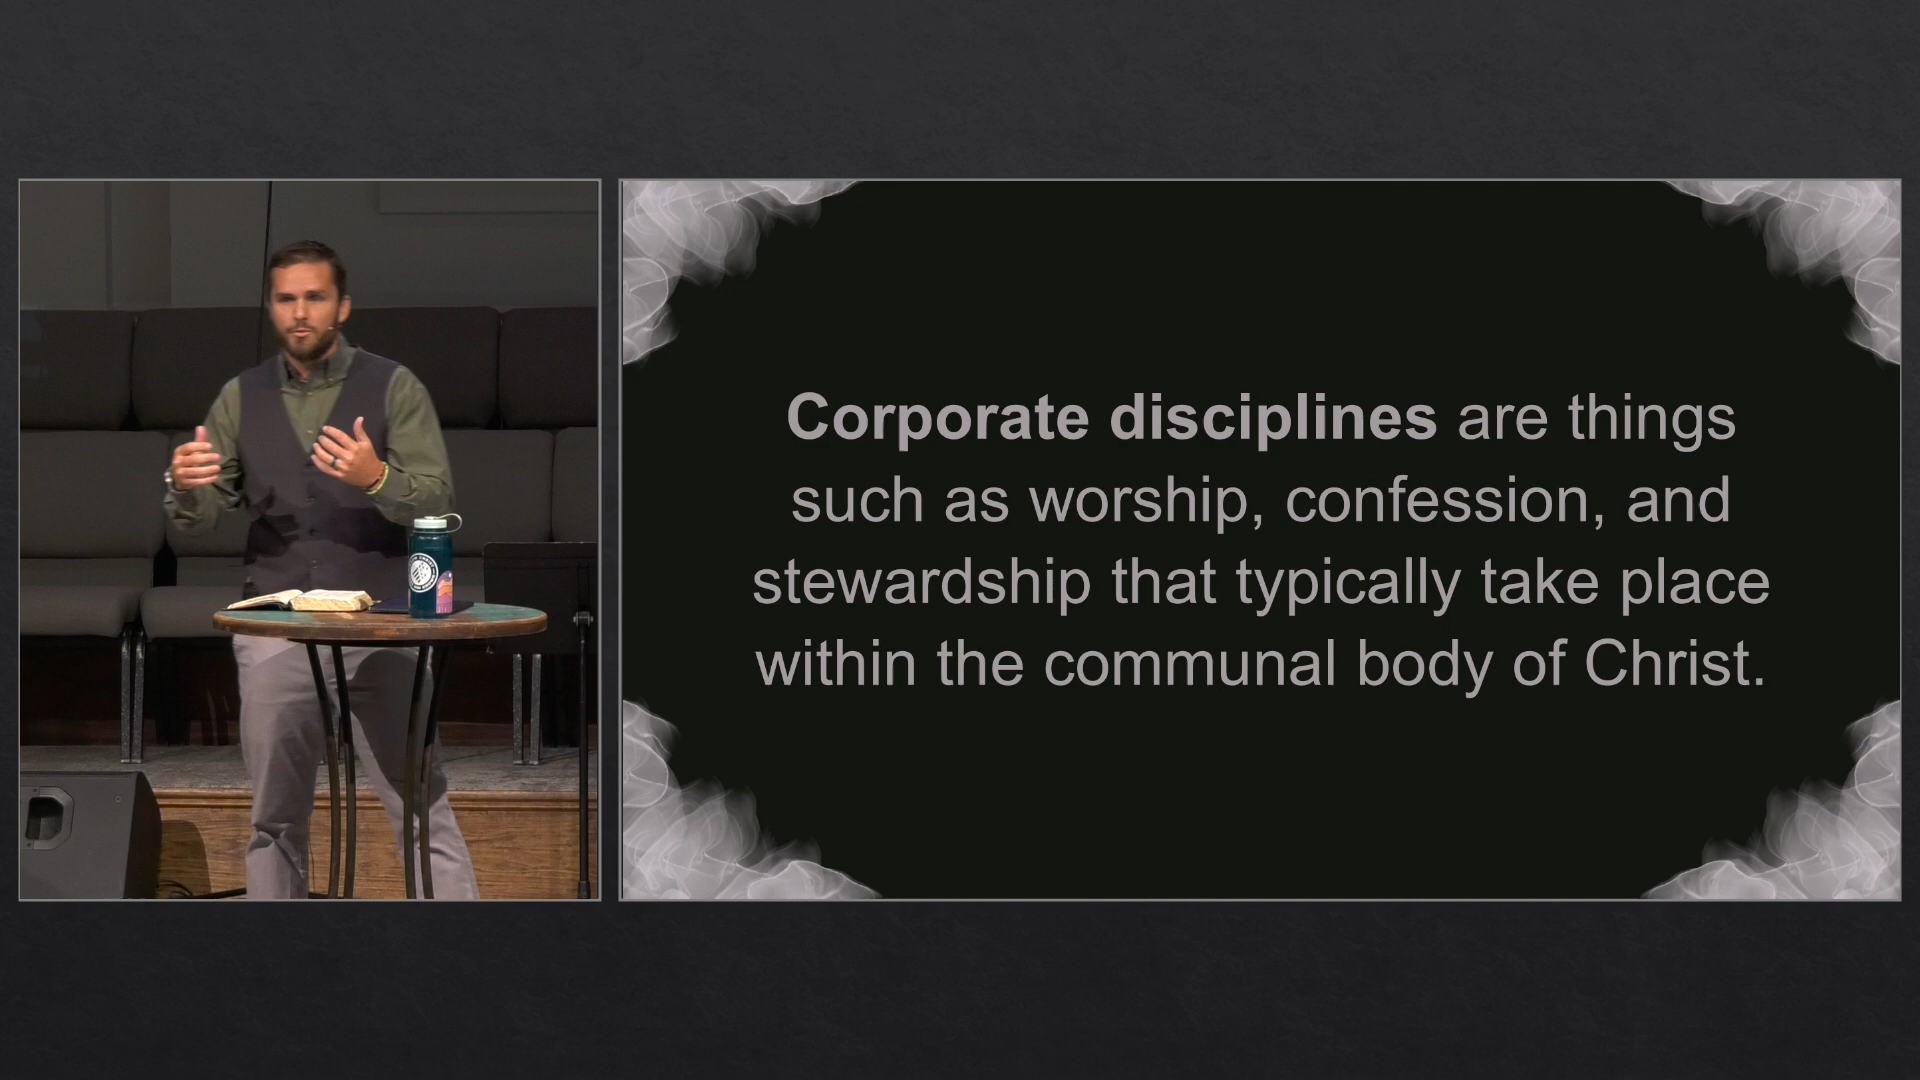 Corporate disciplines are things
such as worship, confession, and
stewardship that typically take place
within the communal body of Christ.